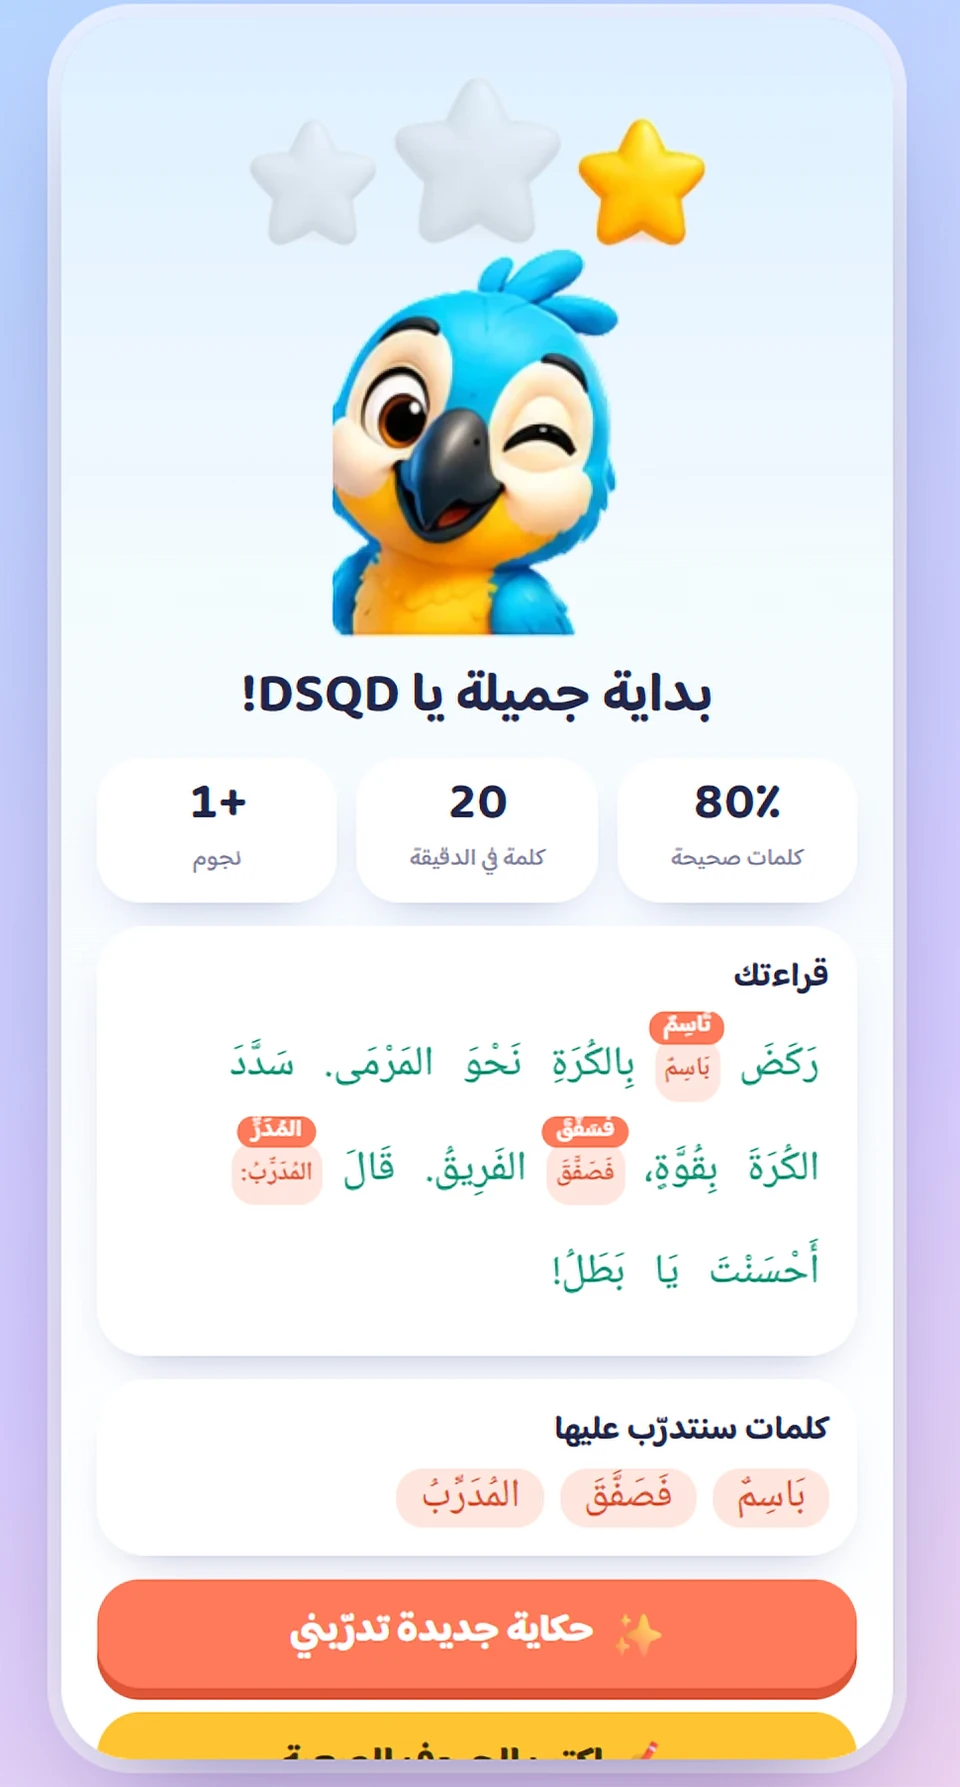 بداية جميلة يا DSQD!
80٪
كلمات صحيحة
20
كلمة في الدقيقة
+1
نجوم
قراءتك
تَاسِمٌ
رَكَضَ بَاسِمٌ بِالكُرَةِ نَحْوَ المَرْمَى. سَدَّدَ
فَسَفَّقَ المُدَرِّ
الكُرَةَ بِقُوَّةٍ، فَصَفَّقَ الفَرِيقُ. قَالَ المُدَرِّبُ:
أَحْسَنْتَ يَا بَطَلُ!
كلمات سنتدرّب عليها
بَاسِمٌ فَصَفَّقَ المُدَرِّبُ
حكاية جديدة تدرّبني